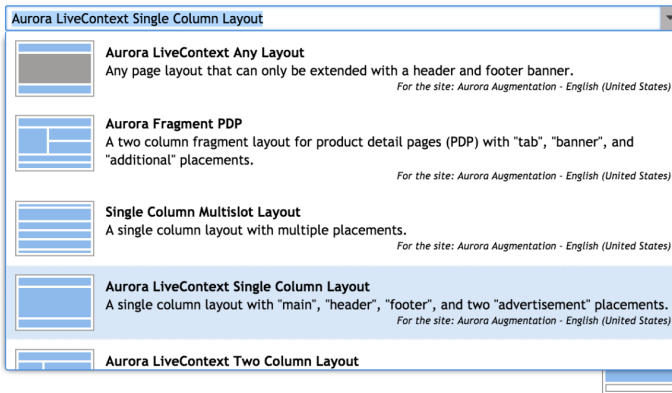 Aurora LiveContext Single Column Layout
Aurora LiveContext Any Layout
Any page layout that can only be extended with a header and footer banner.
For the site: Aurora Augmentation - English (United States)
Aurora Fragment PDP
A two column fragment layout for product detail pages (PDP) with "tab", "banner", and
"additional" placements.
For the site: Aurora Augmentation - English (United States)
Single Column Multislot Layout
A single column layout with multiple placements.
For the site: Aurora Augmentation - English (United States)
Aurora LiveContext Single Column Layout
A single column layout with "main", "header", "footer", and two "advertisement" placements.
For the site: Aurora Augmentation - English (United States)
Aurora LiveContext Two Column Layout